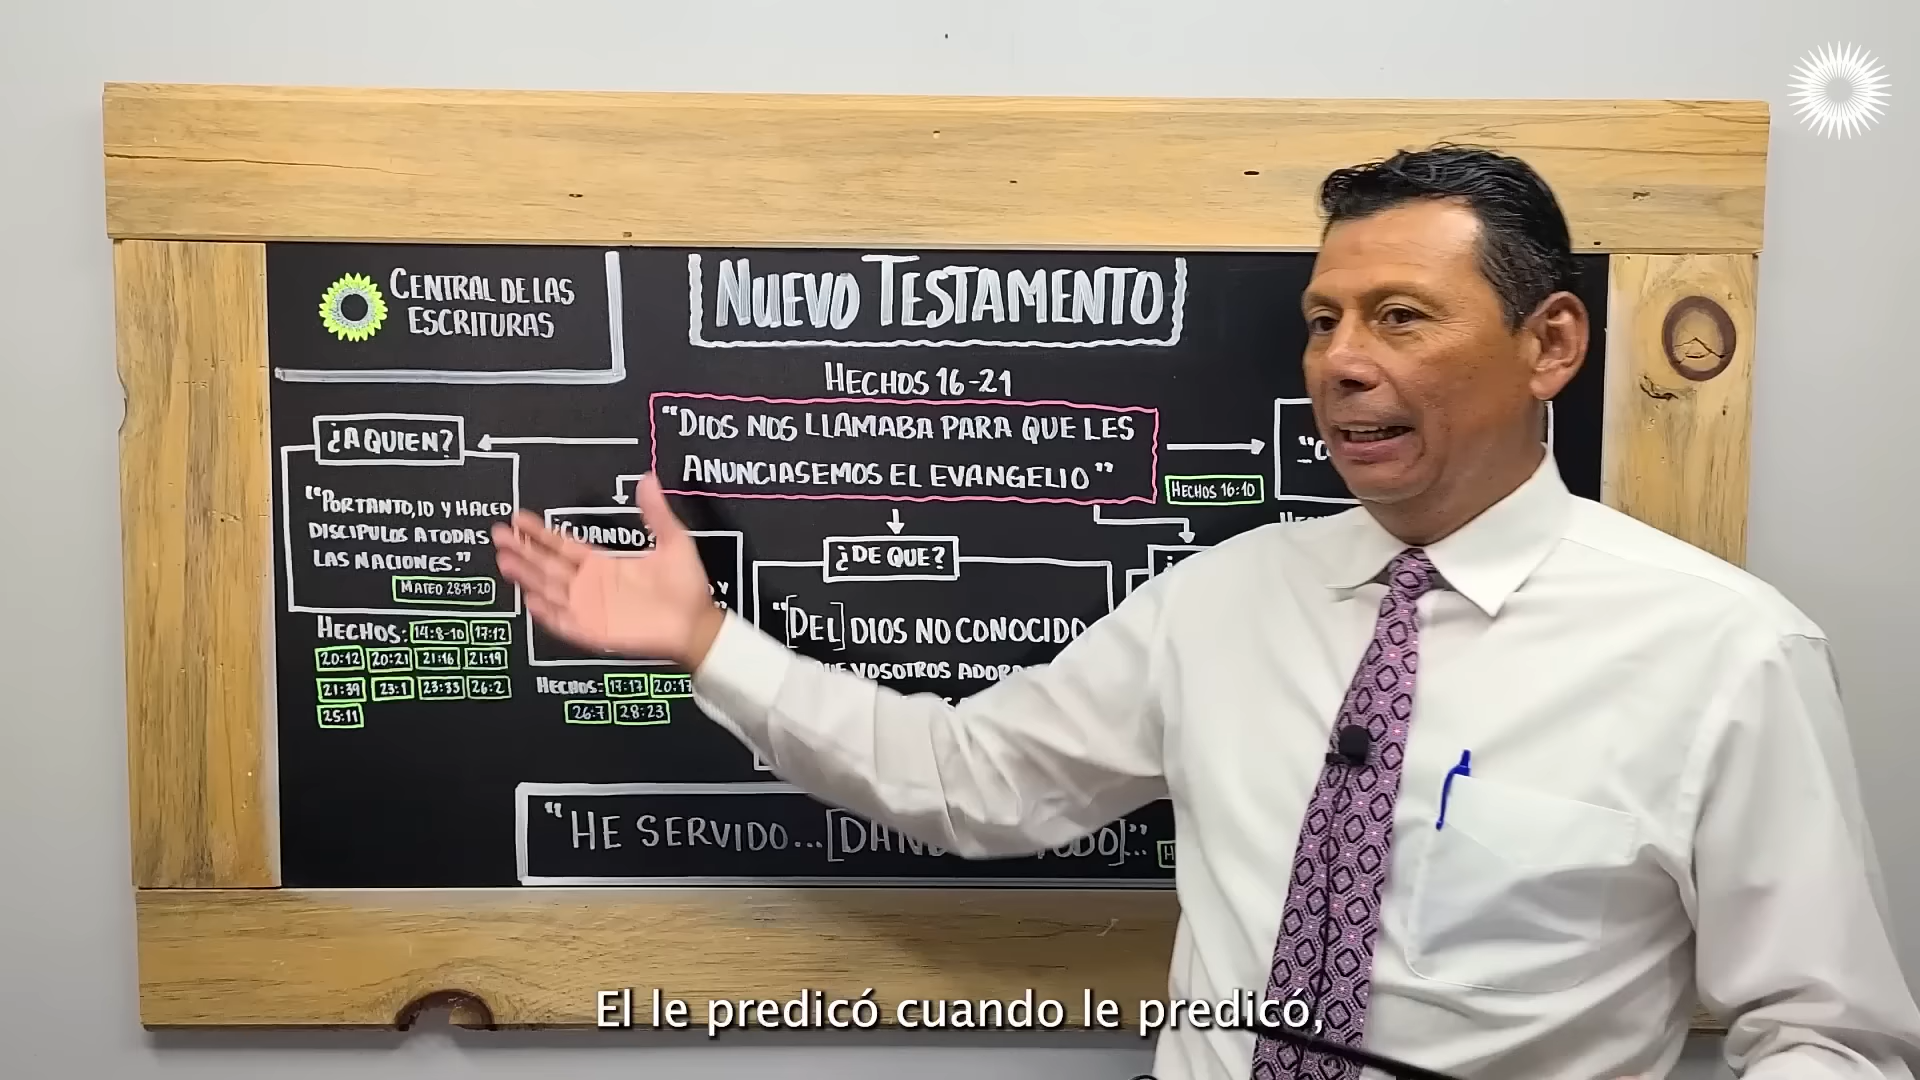 CENTRAL DE LAS
ESCRITURAS
NUEVO TESTAMENTO
HECHOS 16-21
"DIOS NOS LLAMABA PARA QUE LES
ANUNCIASEMOS EL EVANGELIO"
HECHOS 16:10
¿A QUIEN?
"POR TANTO, ID Y HACED
DISCIPULOS A TODAS
LAS NACIONES."
MATEO 28:19-20
HECHOS: 14:8-10 17:12
20:12 20:21 21:16 21:19
21:39 23:1 23:33 26:2
25:11
¿CUANDO?
HECHOS: 17:17 20:17
26:7 28:23
¿DE QUE?
"[DEL] DIOS NO CONOCIDO
VOSOTROS
"HE SERVIDO...
El le predicó cuando le predicó,